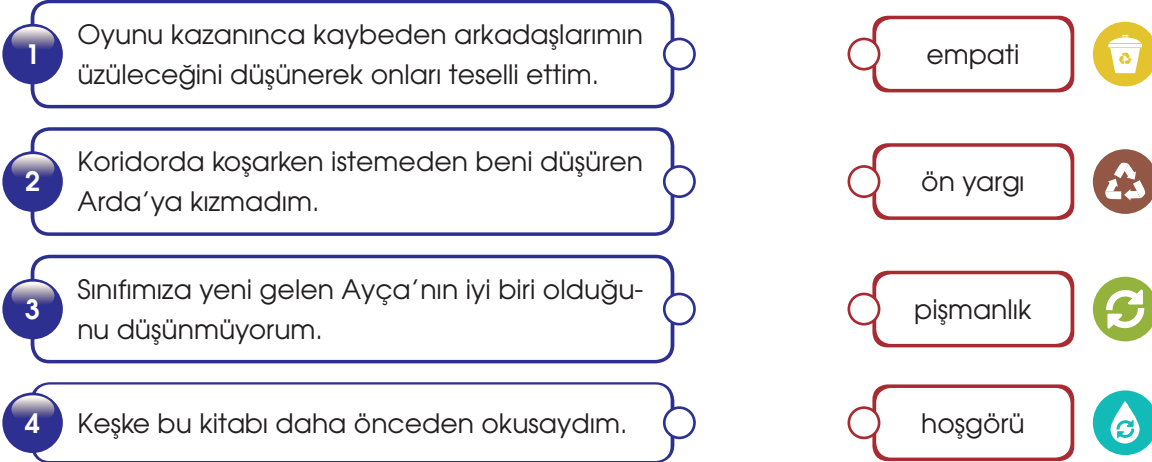 1
Oyunu kazanınca kaybeden arkadaşlarımın
üzüleceğini düşünerek onları teselli ettim.
empati
2
Koridorda koşarken istemeden beni düşüren
Arda'ya kızmadım.
ön yargı
3
Sınıfımıza yeni gelen Ayça'nın iyi biri olduğu-
nu düşünmüyorum.
pişmanlık
4
Keşke bu kitabı daha önceden okusaydım.
hoşgörü